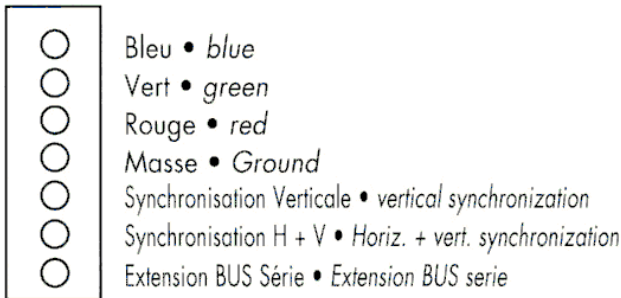 Bleu • blue
Vert • green
Rouge • red
Masse • Ground
Synchronisation Verticale • vertical synchronization
Synchronisation H + V • Horiz. + vert. synchronization
Extension BUS Série • Extension BUS serie